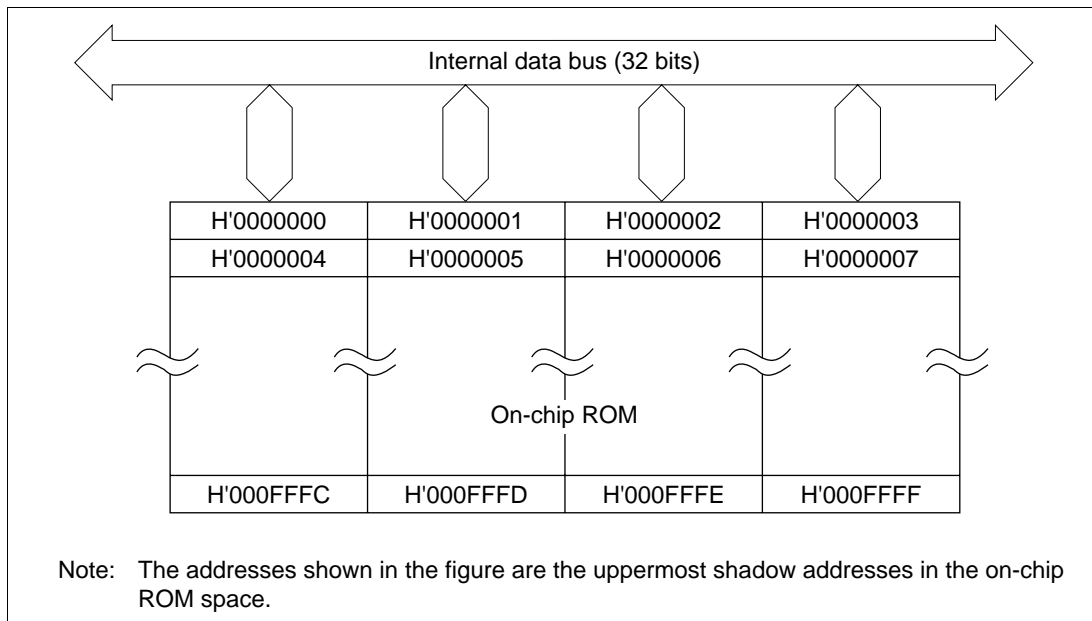 Internal data bus (32 bits)
H'0000000 H'0000001 H'0000002 H'0000003
H'0000004 H'0000005 H'0000006 H'0000007
On-chip ROM
H'000FFFC H'000FFFD H'000FFFE H'000FFFF
Note: The addresses shown in the figure are the uppermost shadow addresses in the on-chip
ROM space.